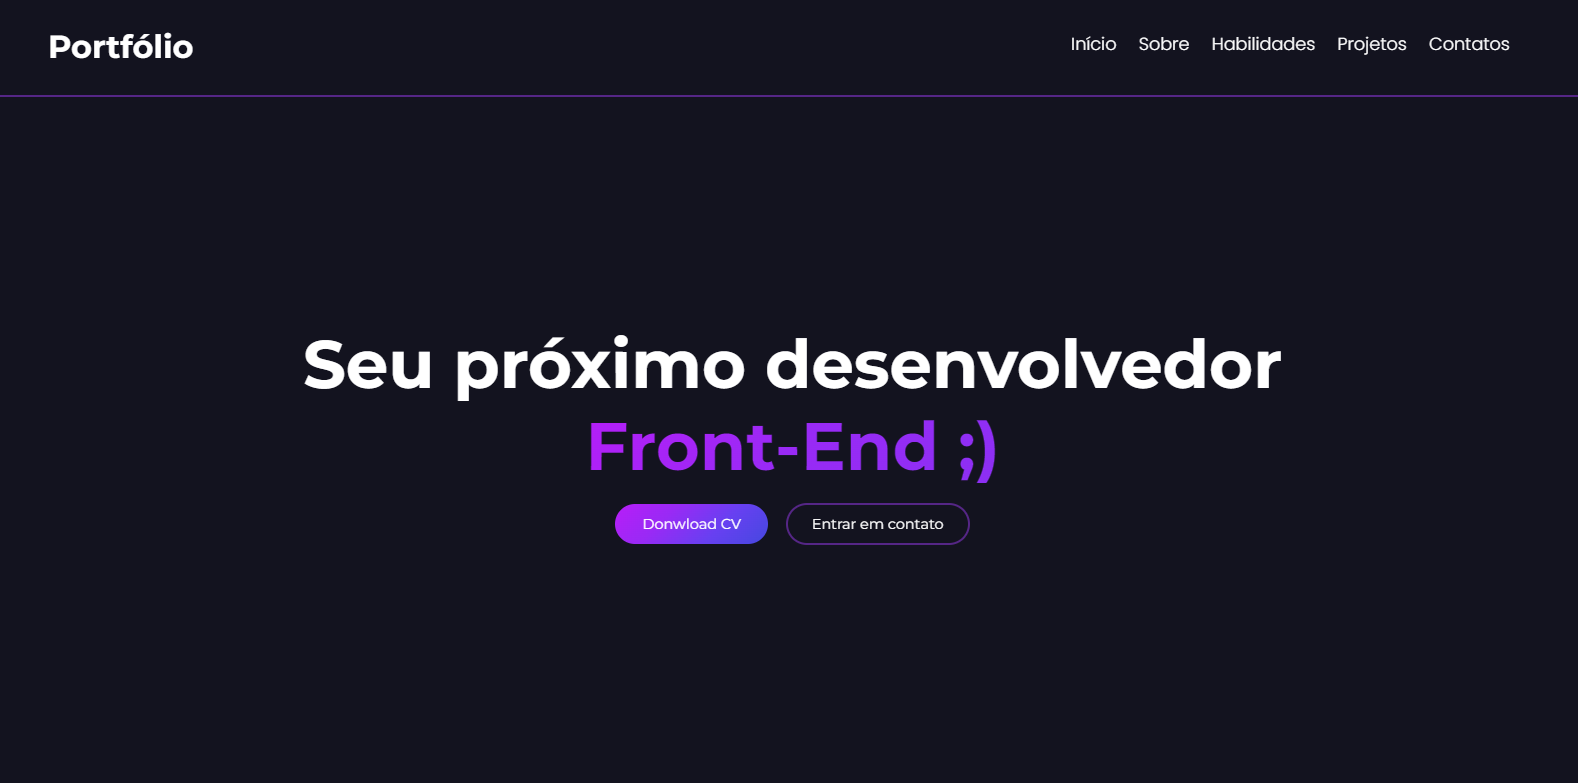 Portfólio
Início Sobre Habilidades Projetos Contatos
Seu próximo desenvolvedor
Front-End ;)
Donwload CV
Entrar em contato